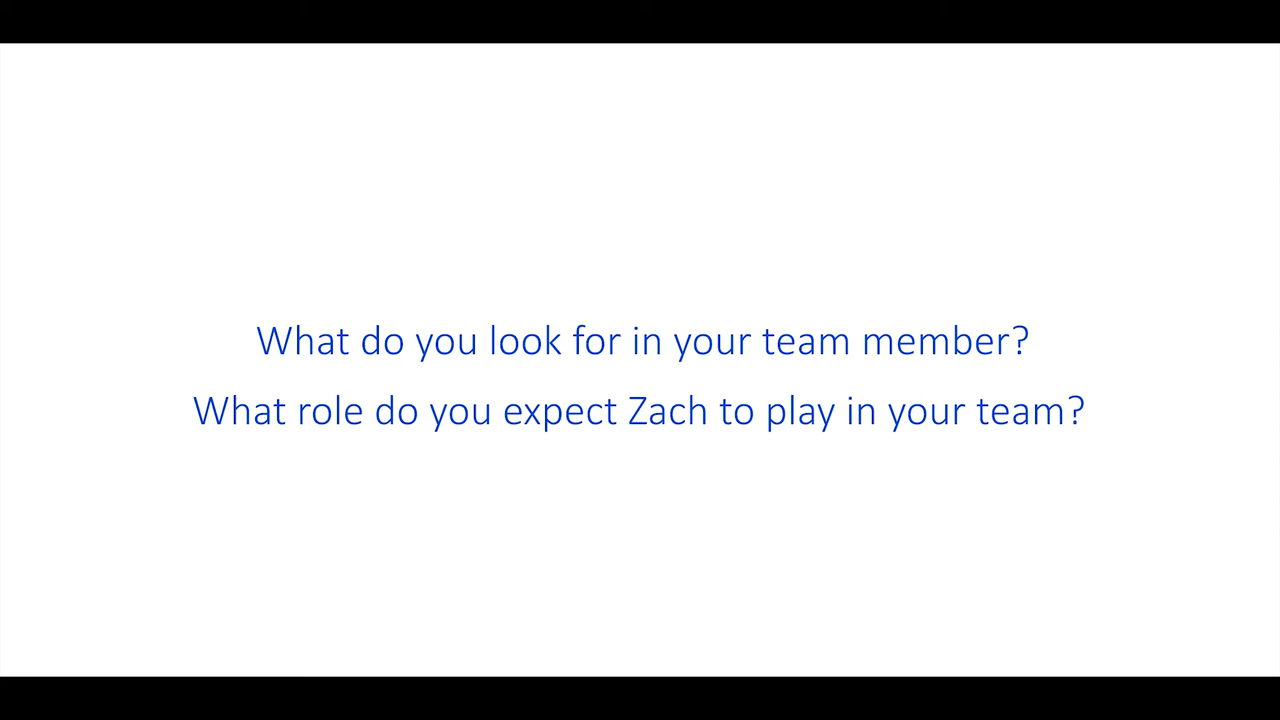 What do you look for in your team member?
What role do you expect Zach to play in your team?